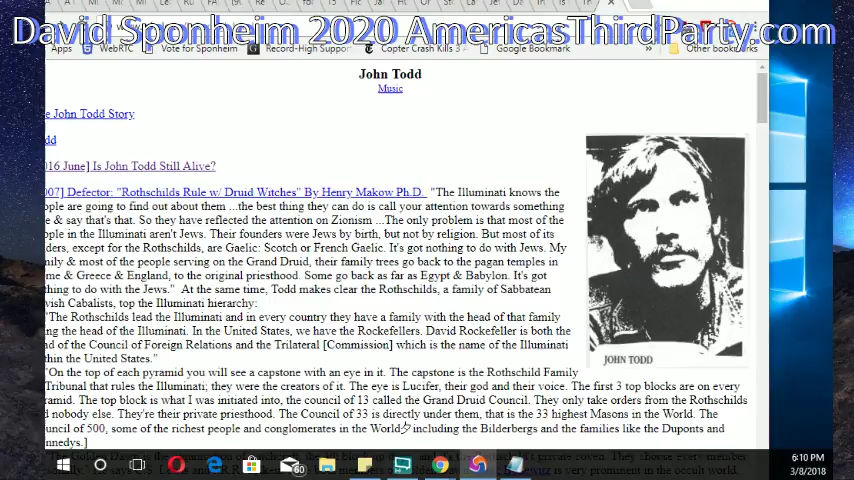 David Sponheim 2020 AmericasThirdParty.com
Apps WebRTC Vote for Sponheim Record-High Suppo Copter Crash Kills 3 Google Bookmark » Other bookmarks
John Todd
Music
e John Todd Story
dd
016 June] Is John Todd Still Alive?
007] Defector: "Rothschilds Rule w/ Druid Witches" By Henry Makow Ph.D. "The Illuminati knows the
ople are going to find out about them ...the best thing they can do is call your attention towards something
e & say that's that. So they have reflected the attention on Zionism ...The only problem is that most of the
ople in the Illuminati aren't Jews. Their founders were Jews by birth, but not by religion. But most of its
ders, except for the Rothschilds, are Gaelic: Scotch or French Gaelic. It's got nothing to do with Jews. My
mily & most of the people serving on the Grand Druid, their family trees go back to the pagan temples in
me & Greece & England, to the original priesthood. Some go back as far as Egypt & Babylon. It's got
thing to do with the Jews." At the same time, Todd makes clear the Rothschilds, a family of Sabbatean
wish Cabalists, top the Illuminati hierarchy:
"The Rothschilds lead the Illuminati and in every country they have a family with the head of that family
ng the head of the Illuminati. In the United States, we have the Rockefellers. David Rockefeller is both the
d of the Council of Foreign Relations and the Trilateral [Commission] which is the name of the Illuminati
thin the United States."
"On the top of each pyramid you will see a capstone with an eye in it. The capstone is the Rothschild Family
Tribunal that rules the Illuminati; they were the creators of it. The eye is Lucifer, their god and their voice. The first 3 top blocks are on every
ramid. The top block is what I was initiated into, the council of 13 called the Grand Druid Council. They only take orders from the Rothschilds
d nobody else. They're their private priesthood. The Council of 33 is directly under them, that is the 33 highest Masons in the World. The
uncil of 500, some of the richest people and conglomerates in the World夕including the Bilderbergs and the families like the Duponts and
nnedys.]
JOHN TODD
60
6:10 PM
3/8/2018